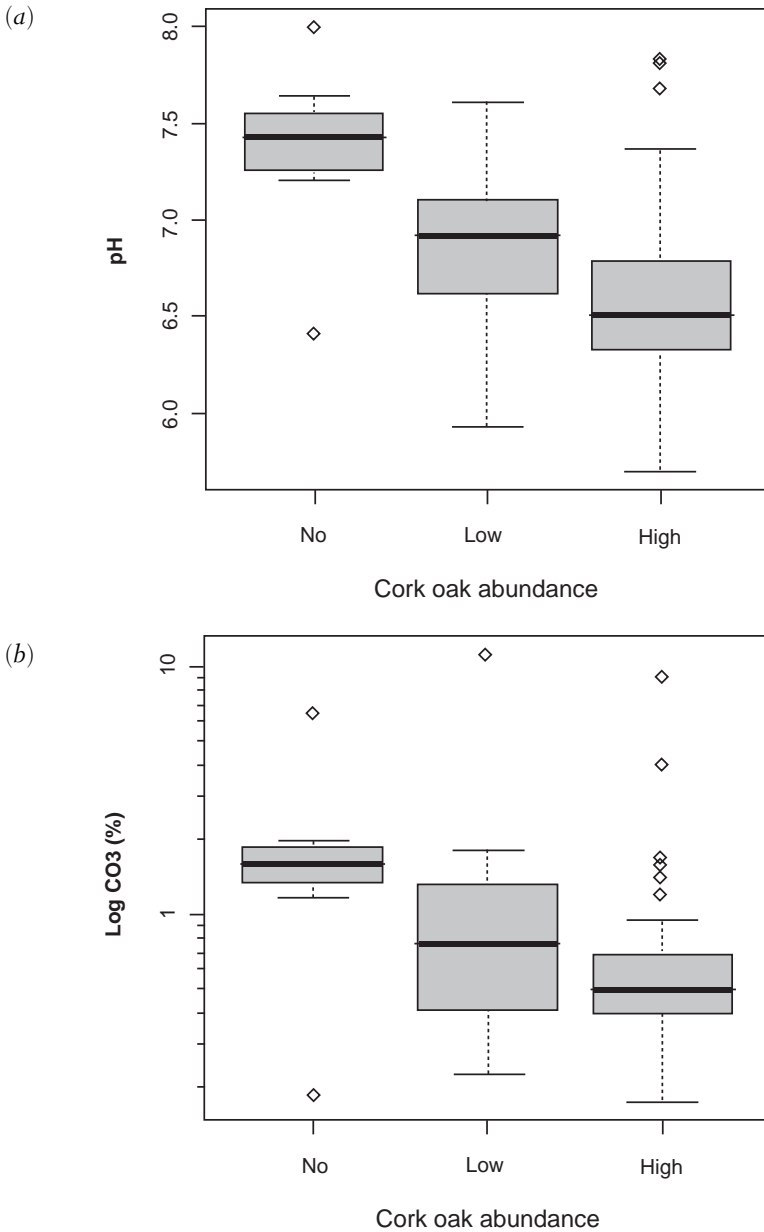 (a)
8.0
7.5
7.0
6.5
6.0
pH
No Low High
Cork oak abundance
(b)
10
1
Log CO3 (%)
No Low High
Cork oak abundance